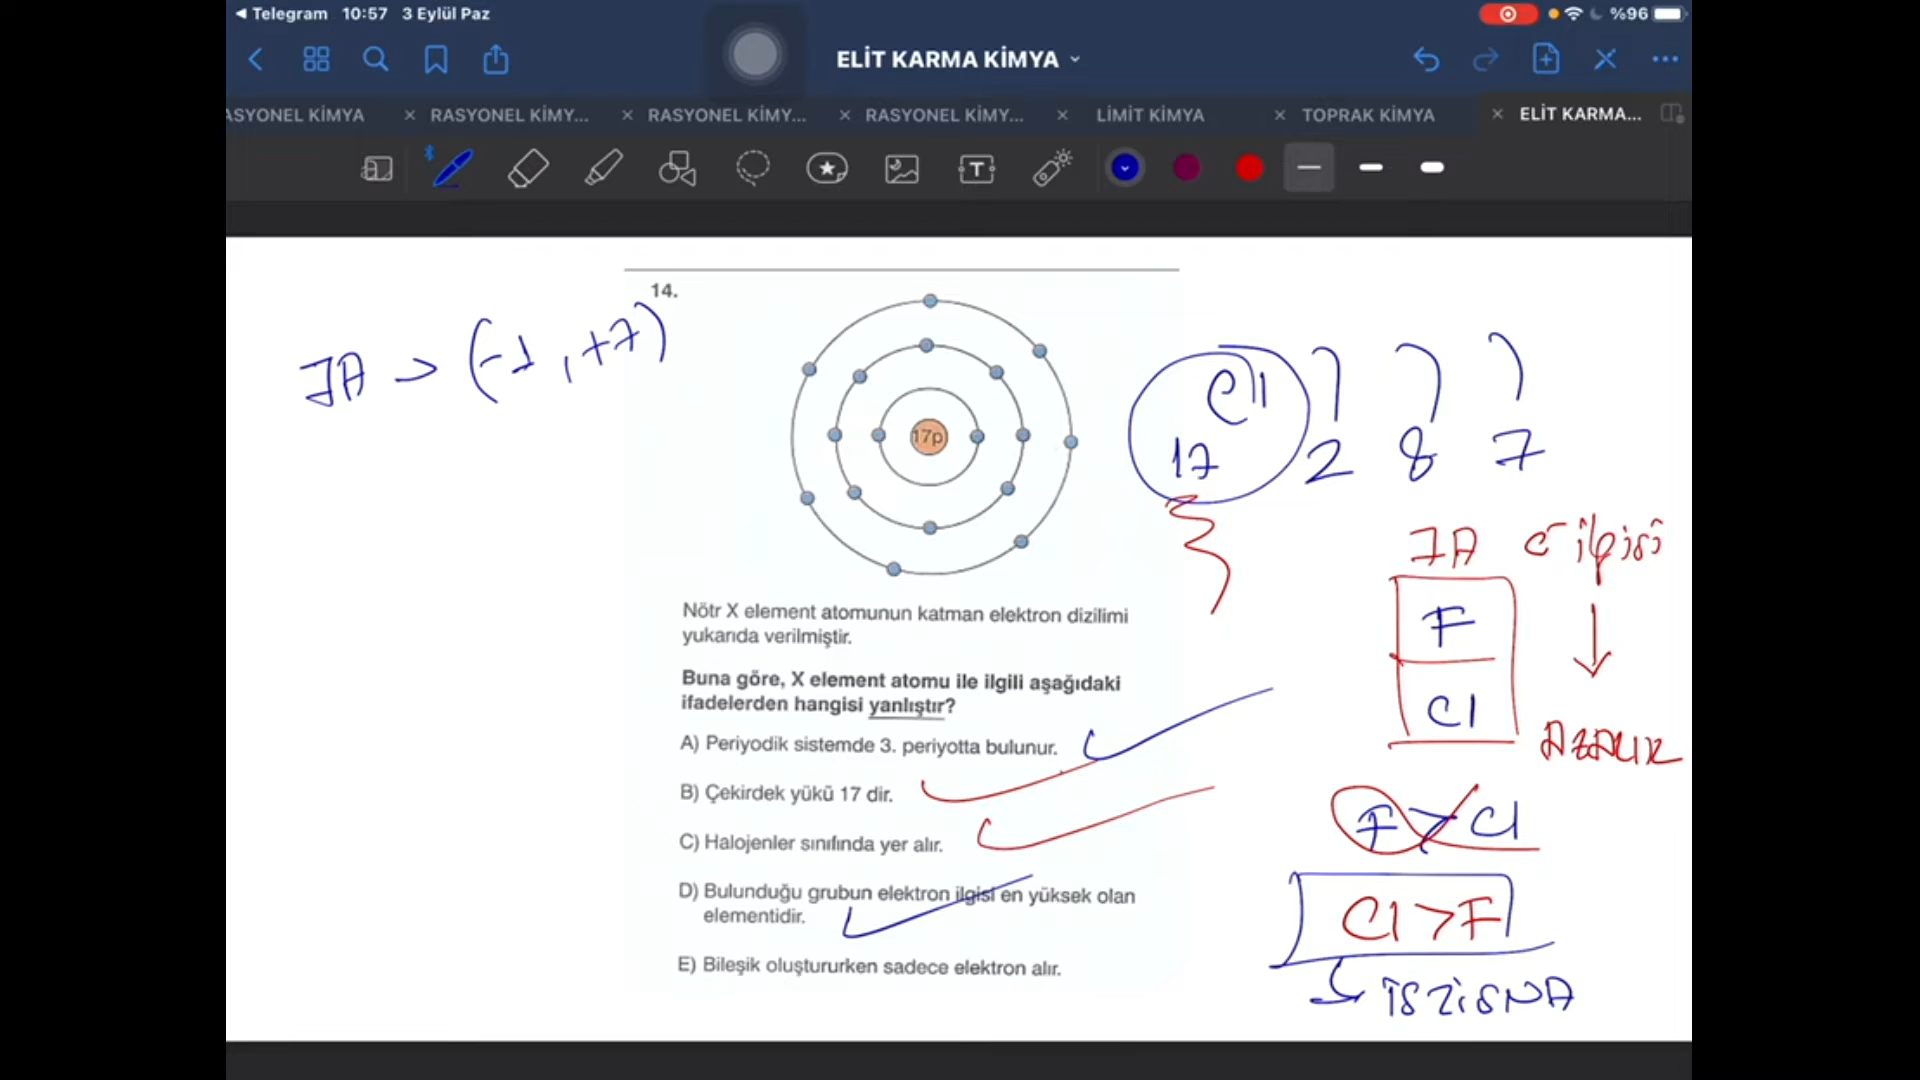 Telegram 10:57 3 Eylül Paz %96
ELİT KARMA KİMYA
ASYONEL KİMYA RASYONEL KİMY... RASYONEL KİMY... RASYONEL KİMY... LİMİT KİMYA TOPRAK KİMYA ELİT KARMA...
14.
7A → (-1, +7)
17p
Cl
17 2 8 7
Nötr X element atomunun katman elektron dizilimi
yukarıda verilmiştir.
Buna göre, X element atomu ile ilgili aşağıdaki
ifadelerden hangisi yanlıştır?
A) Periyodik sistemde 3. periyotta bulunur.
B) Çekirdek yükü 17 dir.
C) Halojenler sınıfında yer alır.
D) Bulunduğu grubun elektron ilgisi en yüksek olan
elementidir.
E) Bileşik oluştururken sadece elektron alır.
7A e⁻ ilgisi
F
Cl
AZALIR
F > Cl
Cl > F
İSTİSNA